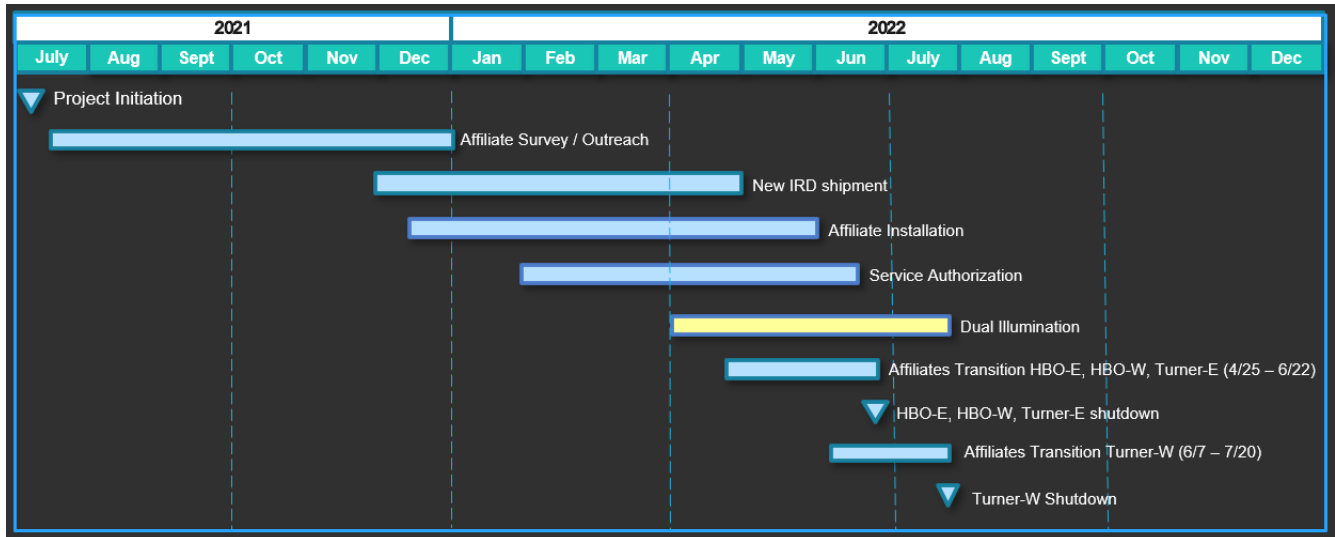 2021 2022
July Aug Sept Oct Nov Dec Jan Feb Mar Apr May Jun July Aug Sept Oct Nov Dec
Project Initiation
Affiliate Survey / Outreach
New IRD shipment
Affiliate Installation
Service Authorization
Dual Illumination
Affiliates Transition HBO-E, HBO-W, Turner-E (4/25 – 6/22)
HBO-E, HBO-W, Turner-E shutdown
Affiliates Transition Turner-W (6/7 – 7/20)
Turner-W Shutdown